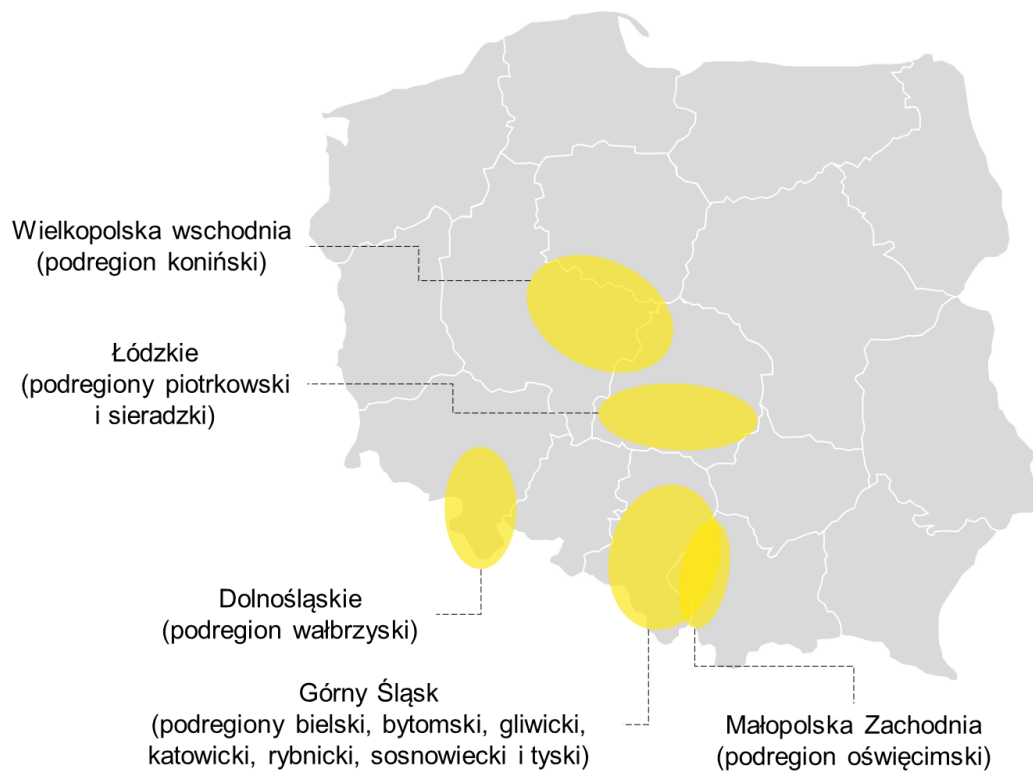 Wielkopolska wschodnia
(podregion koniński)
Łódzkie
(podregiony piotrkowski
i sieradzki)
Dolnośląskie
(podregion wałbrzyski)
Górny Śląsk
(podregiony bielski, bytomski, gliwicki,
katowicki, rybnicki, sosnowiecki i tyski)
Małopolska Zachodnia
(podregion oświęcimski)